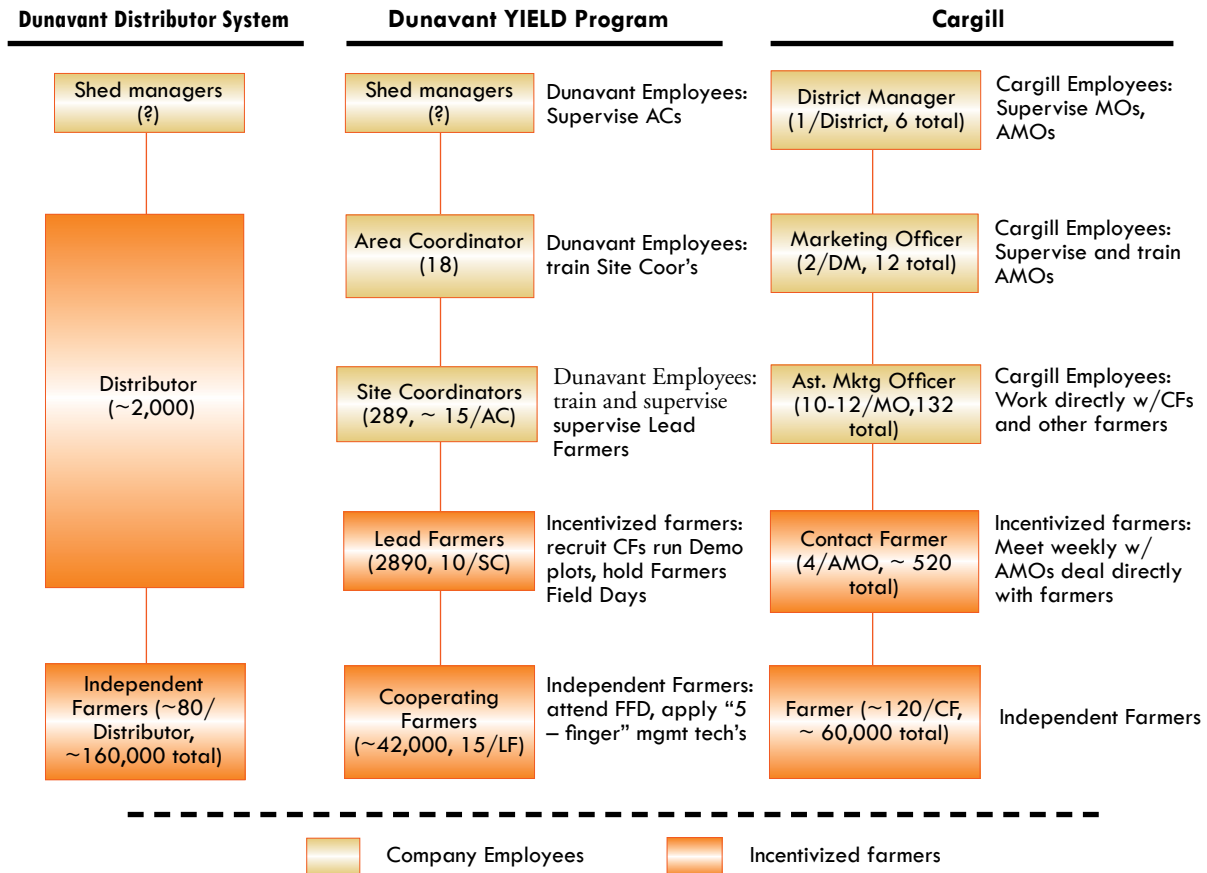 Dunavant Distributor System
Shed managers
(?)
Distributor
(~2,000)
Independent
Farmers (~80/
Distributor,
~160,000 total)
Dunavant YIELD Program
Shed managers
(?)
Dunavant Employees:
Supervise ACs
Area Coordinator
(18)
Dunavant Employees:
train Site Coor’s
Site Coordinators
(289, ~ 15/AC)
Dunavant Employees:
train and supervise
supervise Lead
Farmers
Lead Farmers
(2890, 10/SC)
Incentivized farmers:
recruit CFs run Demo
plots, hold Farmers
Field Days
Cooperating
Farmers
(~42,000, 15/LF)
Independent Farmers:
attend FFD, apply “5
– finger” mgmt tech’s
Cargill
District Manager
(1/District, 6 total)
Cargill Employees:
Supervise MOs,
AMOs
Marketing Officer
(2/DM, 12 total)
Cargill Employees:
Supervise and train
AMOs
Ast. Mktg Officer
(10-12/MO,132
total)
Cargill Employees:
Work directly w/CFs
and other farmers
Contact Farmer
(4/AMO, ~ 520
total)
Incentivized farmers:
Meet weekly w/
AMOs deal directly
with farmers
Farmer (~120/CF,
~ 60,000 total)
Independent Farmers
Company Employees
Incentivized farmers